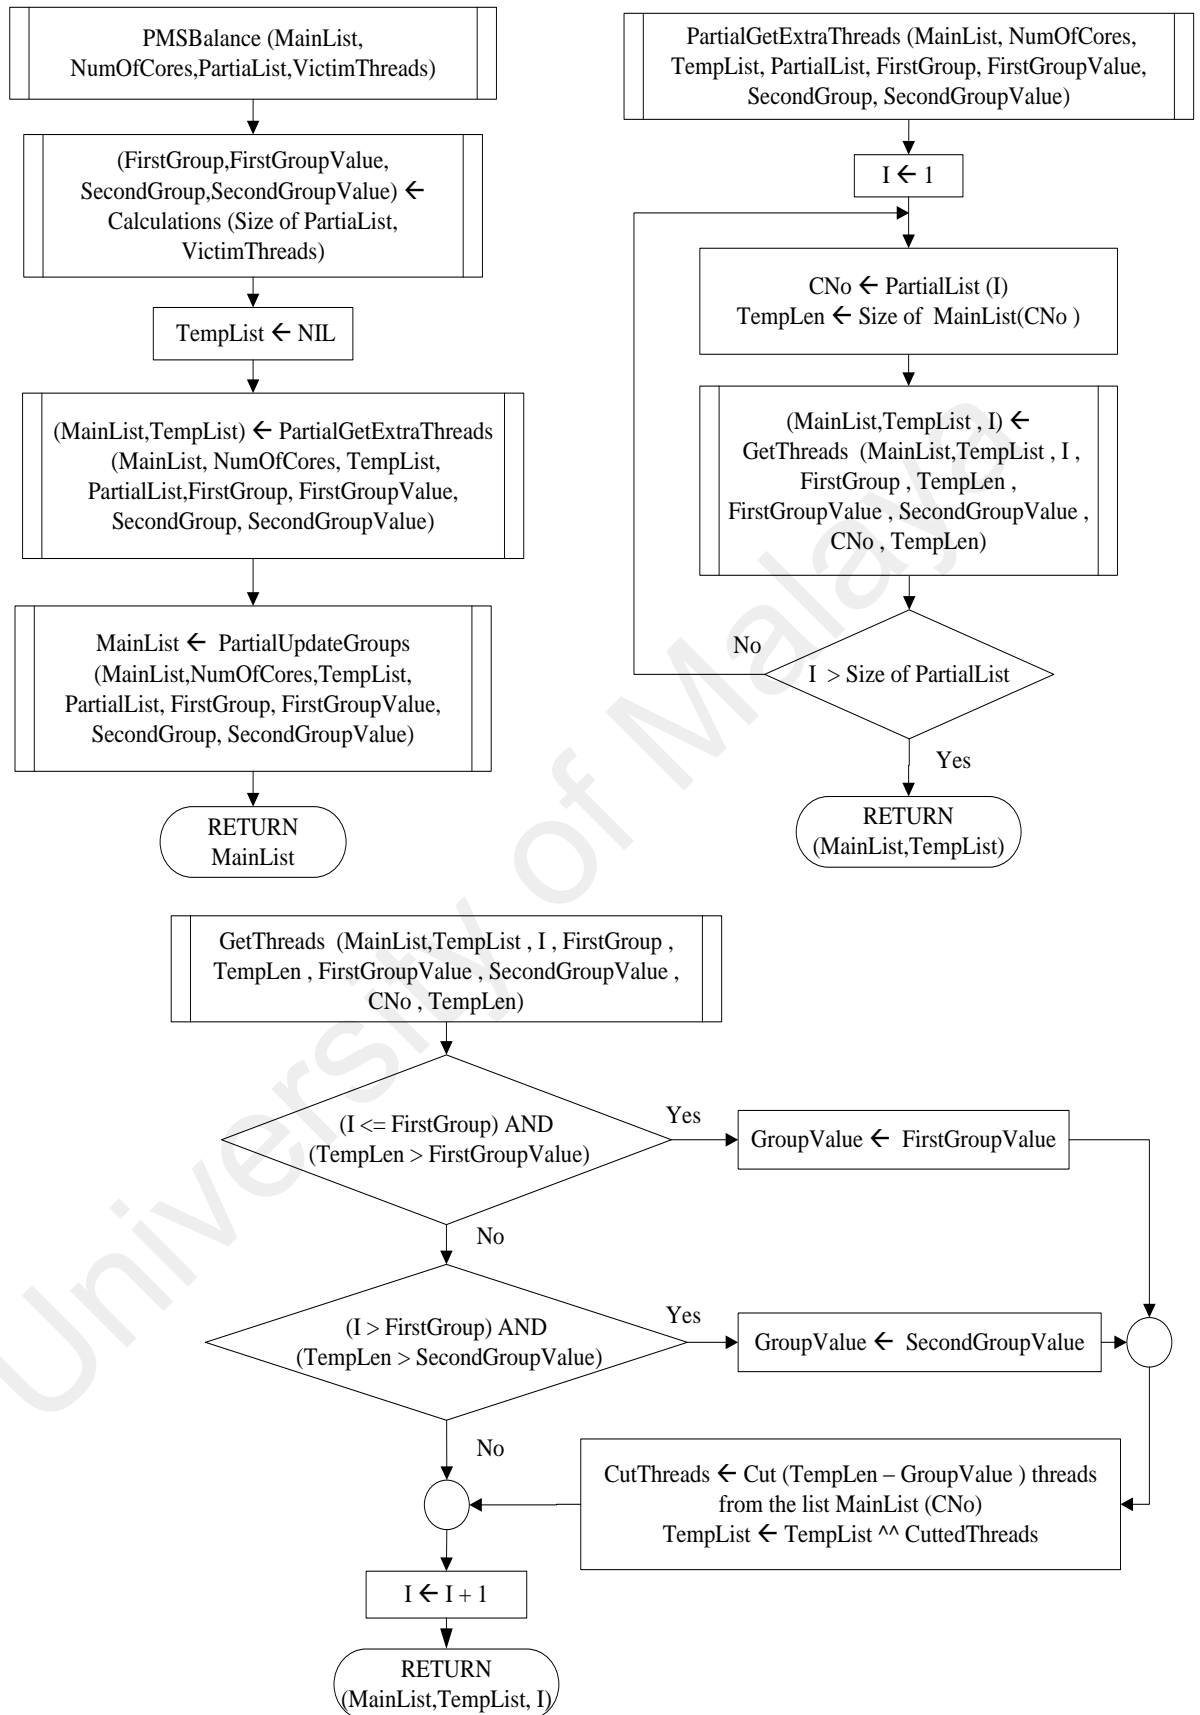 PMSBalance (MainList,
NumOfCores,PartiaList,VictimThreads)
(FirstGroup,FirstGroupValue,
SecondGroup,SecondGroupValue) ←
Calculations (Size of PartiaList,
VictimThreads)
TempList ← NIL
(MainList,TempList) ← PartialGetExtraThreads
(MainList, NumOfCores, TempList,
PartialList,FirstGroup, FirstGroupValue,
SecondGroup, SecondGroupValue)
MainList ← PartialUpdateGroups
(MainList,NumOfCores,TempList,
PartialList, FirstGroup, FirstGroupValue,
SecondGroup, SecondGroupValue)
RETURN
MainList
PartialGetExtraThreads (MainList, NumOfCores,
TempList, PartialList, FirstGroup, FirstGroupValue,
SecondGroup, SecondGroupValue)
I ← 1
CNo ← PartialList (I)
TempLen ← Size of MainList(CNo )
(MainList,TempList , I) ←
GetThreads (MainList,TempList , I ,
FirstGroup , TempLen ,
FirstGroupValue , SecondGroupValue ,
CNo , TempLen)
No
I > Size of PartialList
Yes
RETURN
(MainList,TempList)
GetThreads (MainList,TempList , I , FirstGroup ,
TempLen , FirstGroupValue , SecondGroupValue ,
CNo , TempLen)
(I <= FirstGroup) AND
(TempLen > FirstGroupValue)
Yes
GroupValue ← FirstGroupValue
No
(I > FirstGroup) AND
(TempLen > SecondGroupValue)
Yes
GroupValue ← SecondGroupValue
No
CutThreads ← Cut (TempLen – GroupValue ) threads
from the list MainList (CNo)
TempList ← TempList ^^ CuttedThreads
I ← I + 1
RETURN
(MainList,TempList, I)
University of Malaya